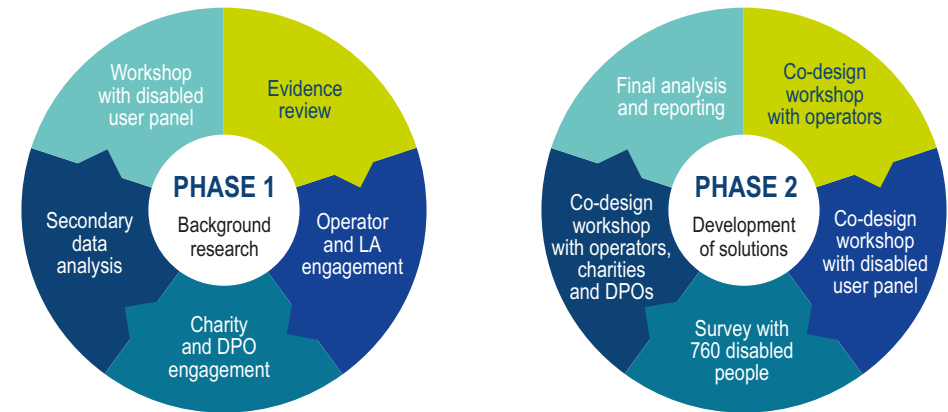 PHASE 1
Background
research
Evidence
review
Operator
and LA
engagement
Charity
and DPO
engagement
Secondary
data
analysis
Workshop
with disabled
user panel
PHASE 2
Development
of solutions
Co-design
workshop
with operators
Co-design
workshop
with disabled
user panel
Survey with
760 disabled
people
Co-design
workshop
with operators,
charities
and DPOs
Final analysis
and reporting